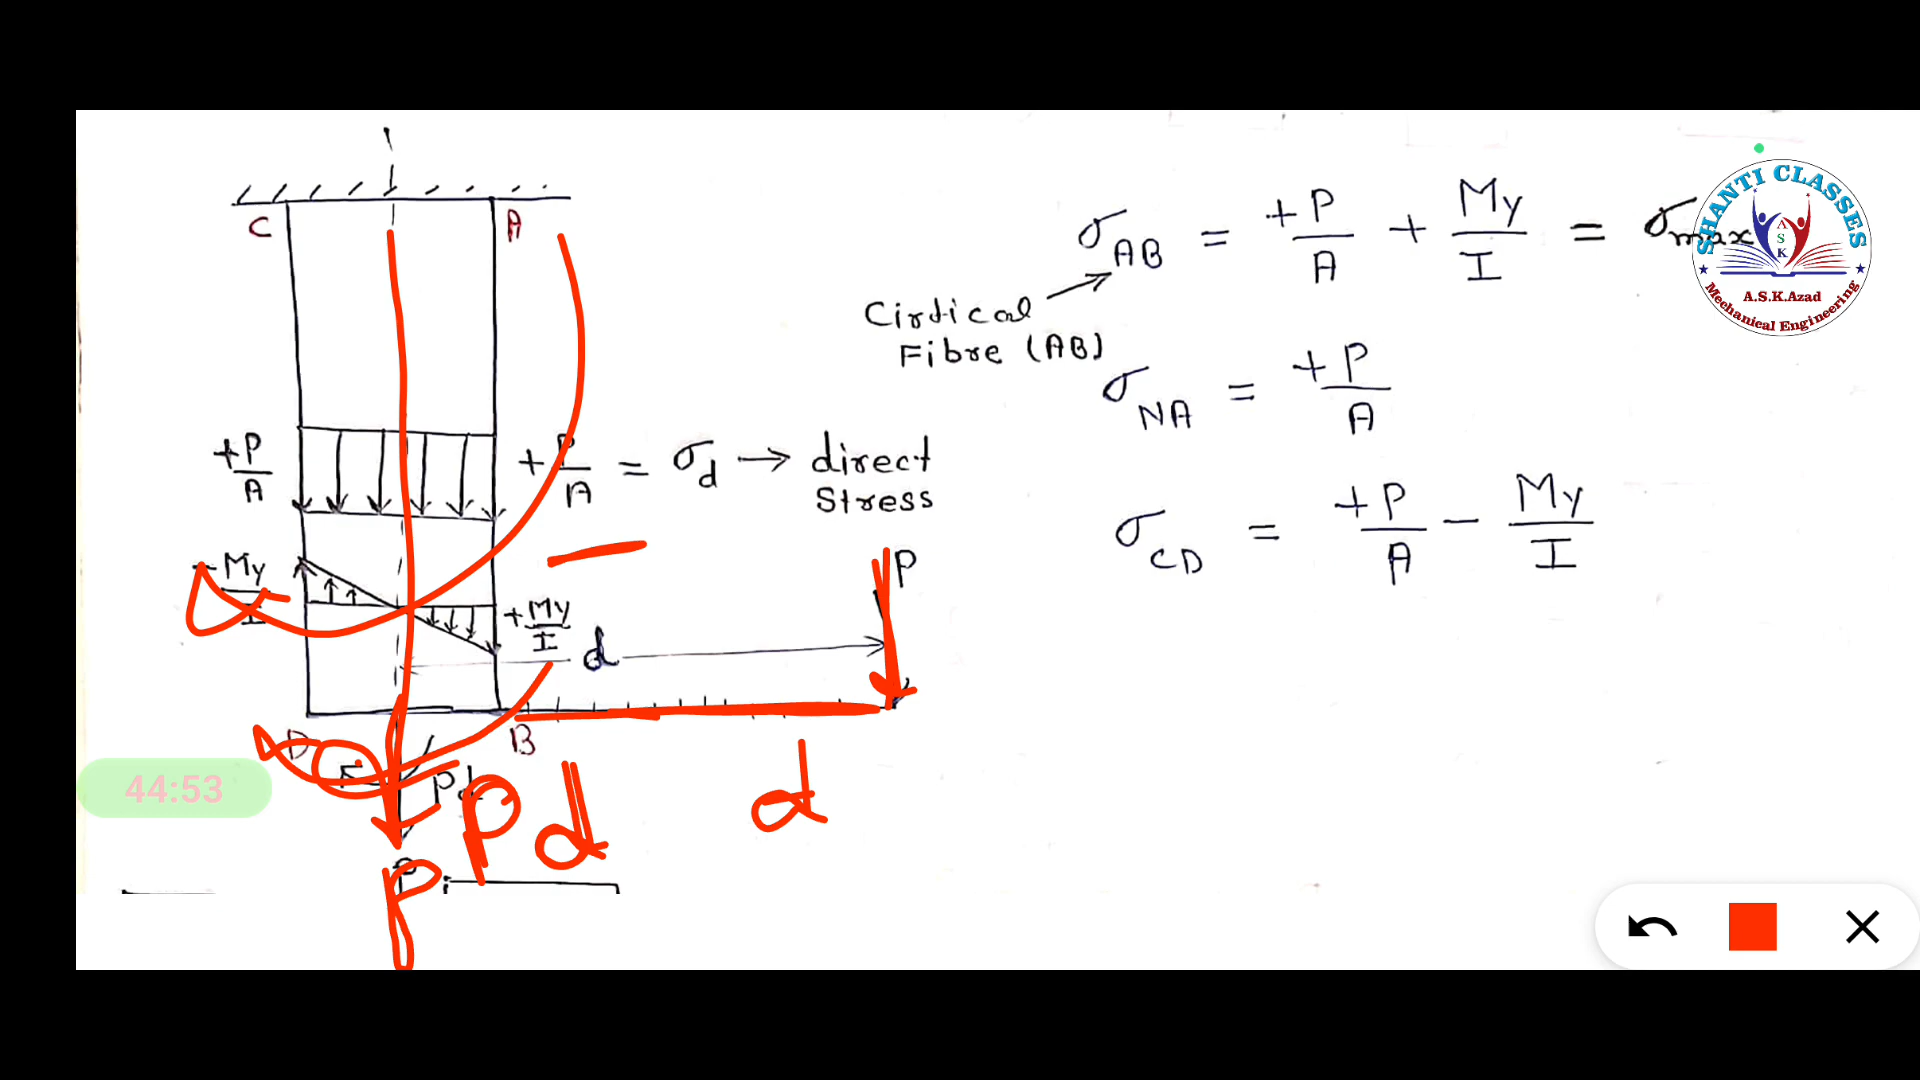 C
A
σAB = +P/A + My/I = σmax
Cirtical
Fibre (AB)
σNA = +P/A
+P/A
+P/A = σd → direct
Stress
σCD = +P/A - My/I
- My/I
+My/I
d
P
D
B
Pd
P d
d
P
44:53
SHANTI CLASSES
A
S
K
A.S.K.Azad
Mechanical Engineering